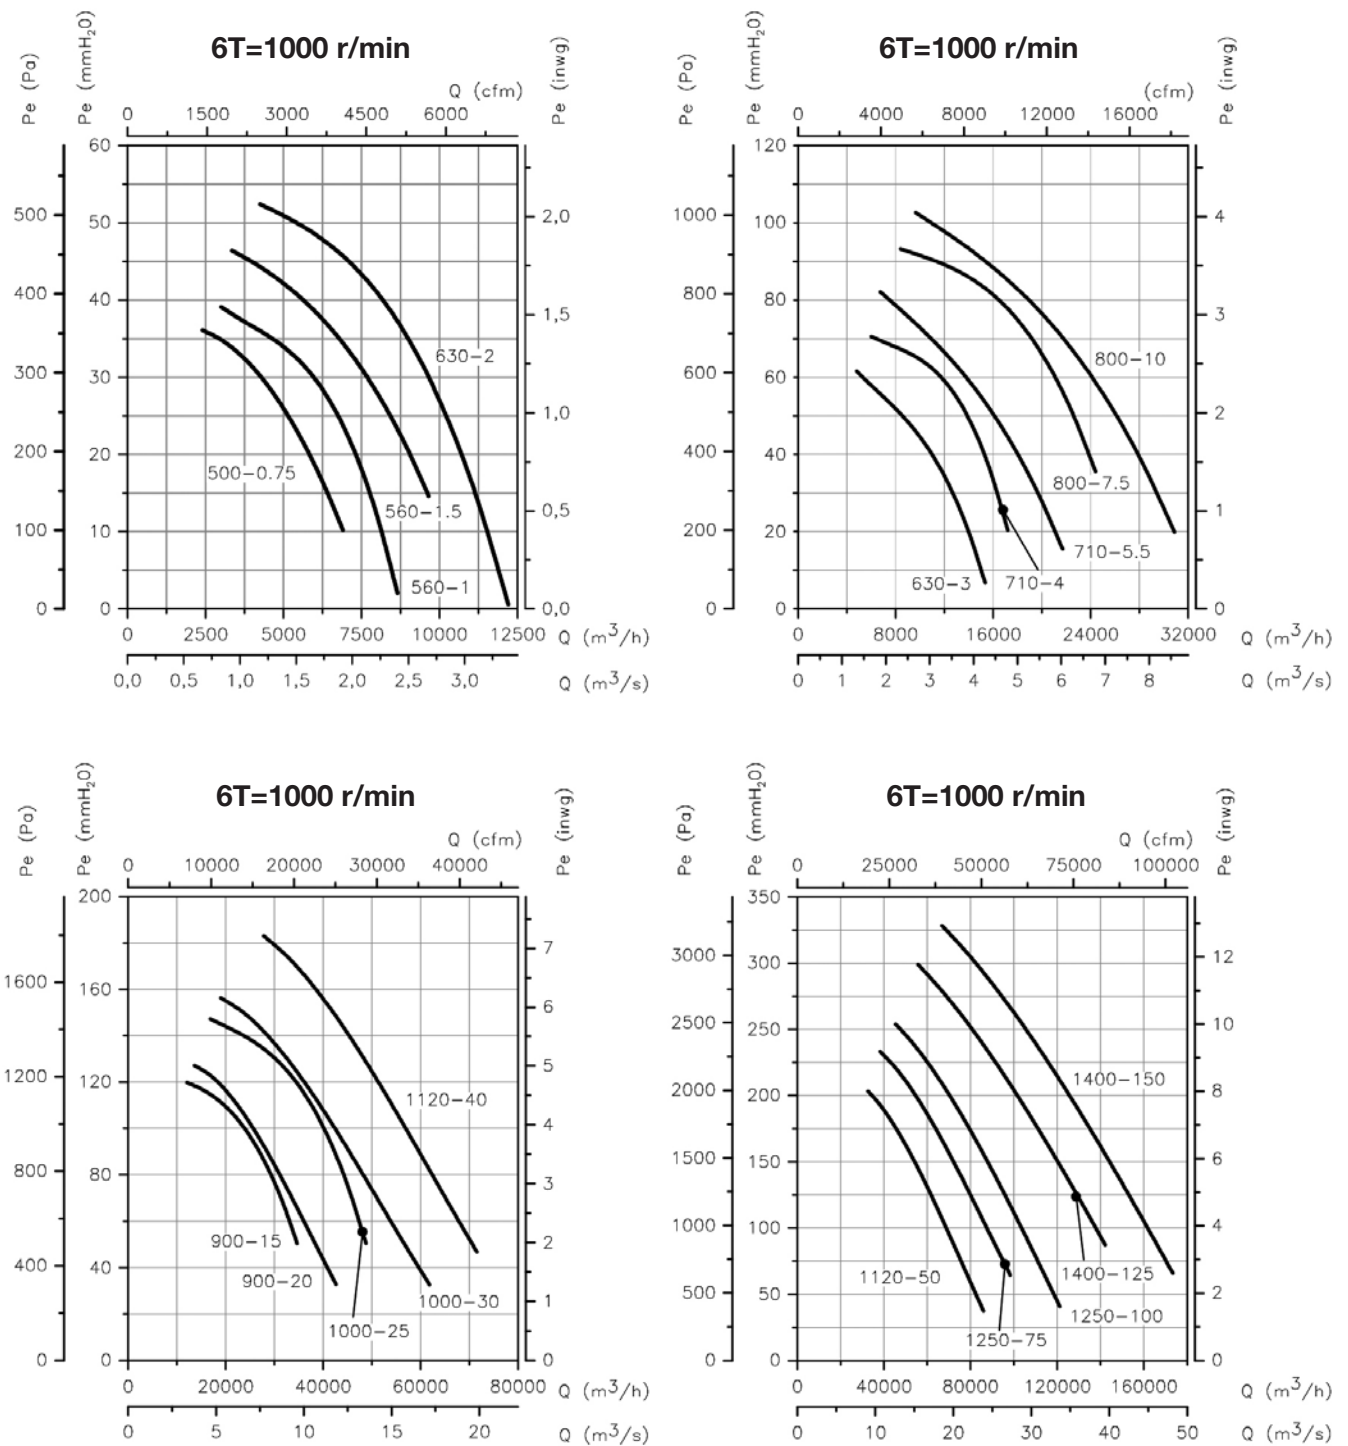 6T=1000 r/min
Pe (Pa)
Pe (mmH2O)
Q (cfm)
Pe (inwg)
0 1500 3000 4500 6000
60
500 50 2,0
400 40 1,5
630-2
300 30
1,0
200 20
500-0.75
560-1.5
0,5
100 10
560-1
0 0 0,0
0 2500 5000 7500 10000 12500 Q (m3/h)
0,0 0,5 1,0 1,5 2,0 2,5 3,0 Q (m3/s)
6T=1000 r/min
Pe (Pa)
Pe (mmH2O)
(cfm)
Pe (inwg)
0 4000 8000 12000 16000
120
1000 100 4
800 80 3
800-10
600 60
2
400 40
800-7.5
1
200 20
710-5.5
630-3 710-4
0 0 0
0 8000 16000 24000 32000 Q (m3/h)
0 1 2 3 4 5 6 7 8 Q (m3/s)
6T=1000 r/min
Pe (Pa)
Pe (mmH2O)
Q (cfm)
Pe (inwg)
0 10000 20000 30000 40000
200
7
1600 160
6
5
1200 120
1120-40
4
800 80
3
900-15 2
400 40
900-20
1000-30 1
1000-25
0 0 0
0 20000 40000 60000 80000 Q (m3/h)
0 5 10 15 20 Q (m3/s)
6T=1000 r/min
Pe (Pa)
Pe (mmH2O)
Q (cfm)
Pe (inwg)
0 25000 50000 75000 100000
350
3000 300 12
2500 250 10
2000 200 8
1400-150
1500 150 6
1000 100 4
1120-50 1400-125
500 50 2
1250-100
1250-75
0 0 0
0 40000 80000 120000 160000 Q (m3/h)
0 10 20 30 40 50 Q (m3/s)